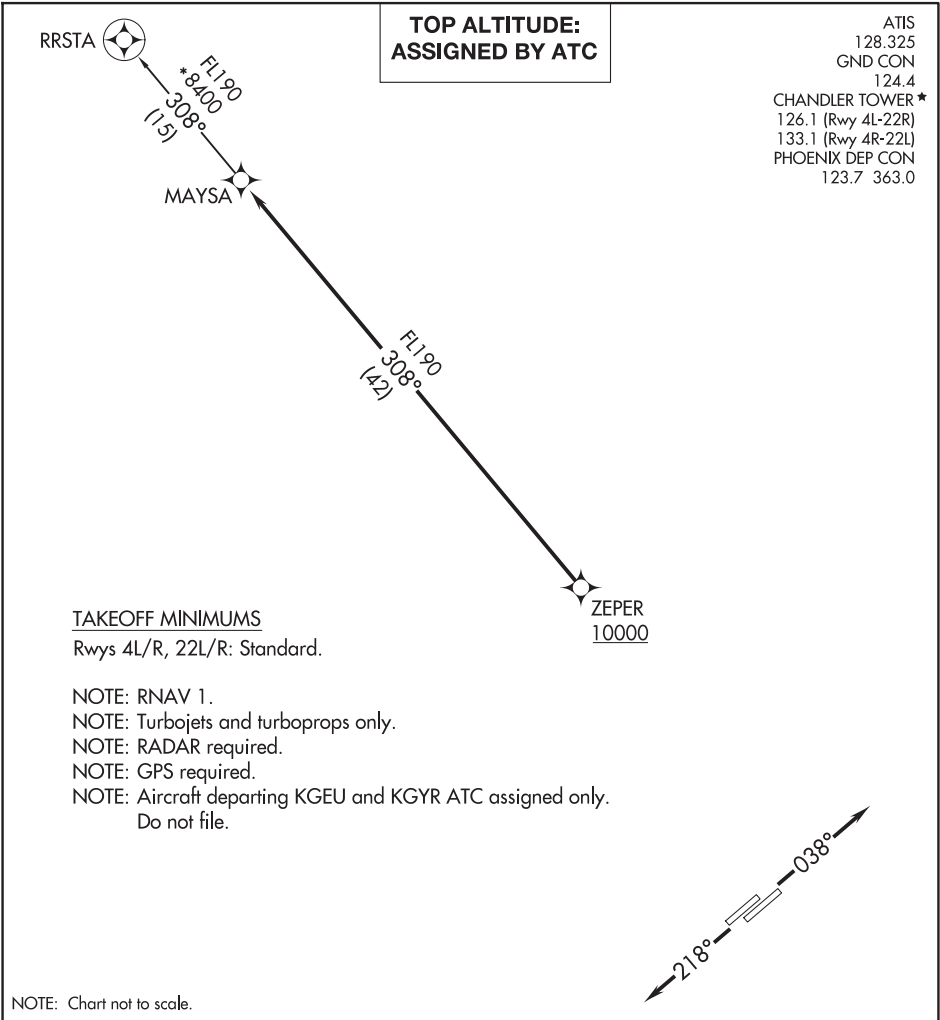 TOP ALTITUDE:
ASSIGNED BY ATC
ATIS
128.325
GND CON
124.4
CHANDLER TOWER★
126.1 (Rwy 4L-22R)
133.1 (Rwy 4R-22L)
PHOENIX DEP CON
123.7 363.0
RRSTA
FL190
*8400
308°
(15)
MAYSA
FL190
308°
(42)
ZEPER
10000
TAKEOFF MINIMUMS
Rwys 4L/R, 22L/R: Standard.
NOTE: RNAV 1.
NOTE: Turbojets and turboprops only.
NOTE: RADAR required.
NOTE: GPS required.
NOTE: Aircraft departing KGEU and KGYR ATC assigned only.
Do not file.
038°
218°
NOTE: Chart not to scale.